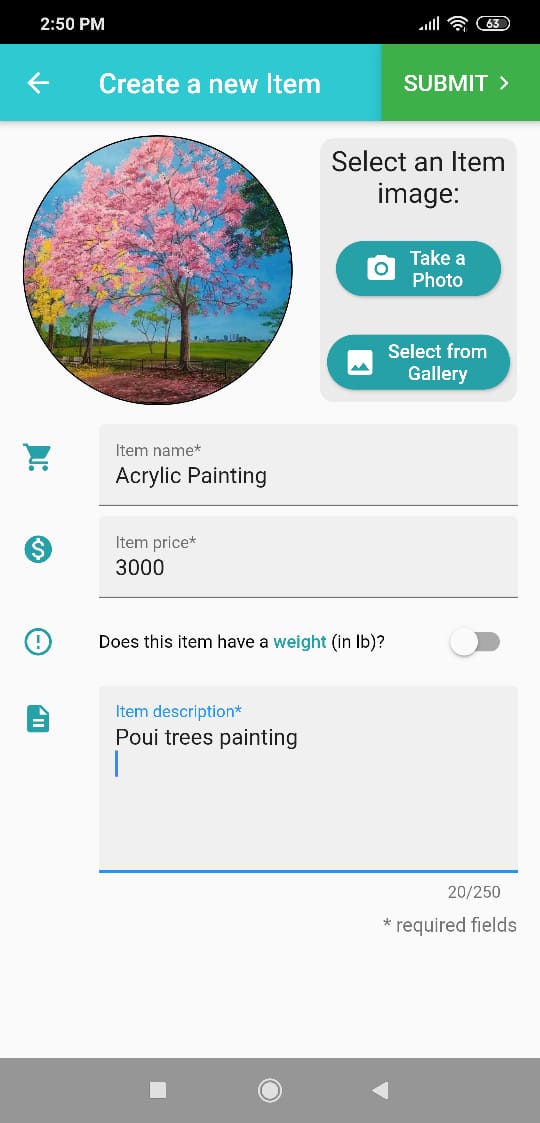 2:50 PM
63
Create a new Item
SUBMIT
Select an Item
image:
Take a
Photo
Select from
Gallery
Item name*
Acrylic Painting
Item price*
3000
Does this item have a weight (in lb)?
Item description*
Poui trees painting
20/250
* required fields